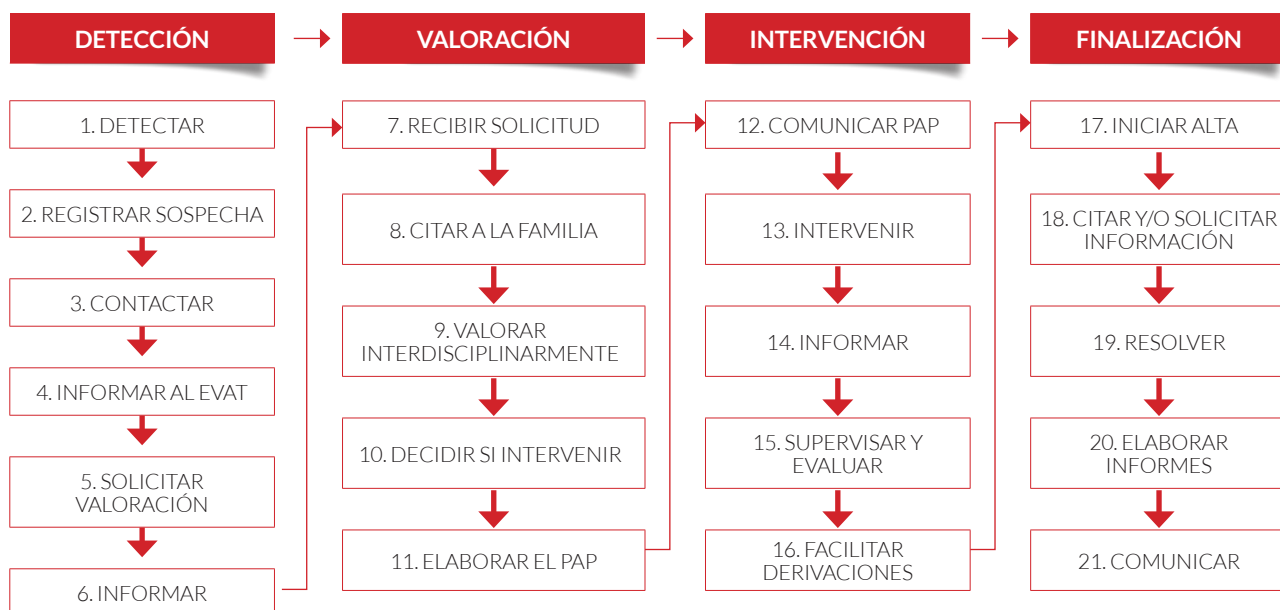 DETECCIÓN
1. DETECTAR
2. REGISTRAR SOSPECHA
3. CONTACTAR
4. INFORMAR AL EVAT
5. SOLICITAR
VALORACIÓN
6. INFORMAR
VALORACIÓN
7. RECIBIR SOLICITUD
8. CITAR A LA FAMILIA
9. VALORAR
INTERDISCIPLINARMENTE
10. DECIDIR SI INTERVENIR
11. ELABORAR EL PAP
INTERVENCIÓN
12. COMUNICAR PAP
13. INTERVENIR
14. INFORMAR
15. SUPERVISAR Y
EVALUAR
16. FACILITAR
DERIVACIONES
FINALIZACIÓN
17. INICIAR ALTA
18. CITAR Y/O SOLICITAR
INFORMACIÓN
19. RESOLVER
20. ELABORAR
INFORMES
21. COMUNICAR